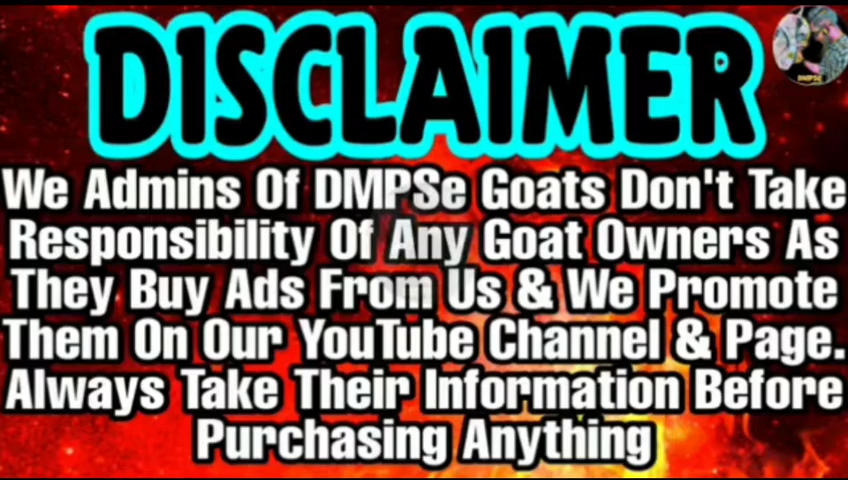 DISCLAIMER
DMPSE
We Admins Of DMPSe Goats Don't Take
Responsibility Of Any Goat Owners As
They Buy Ads From Us & We Promote
Them On Our YouTube Channel & Page.
Always Take Their Information Before
Purchasing Anything